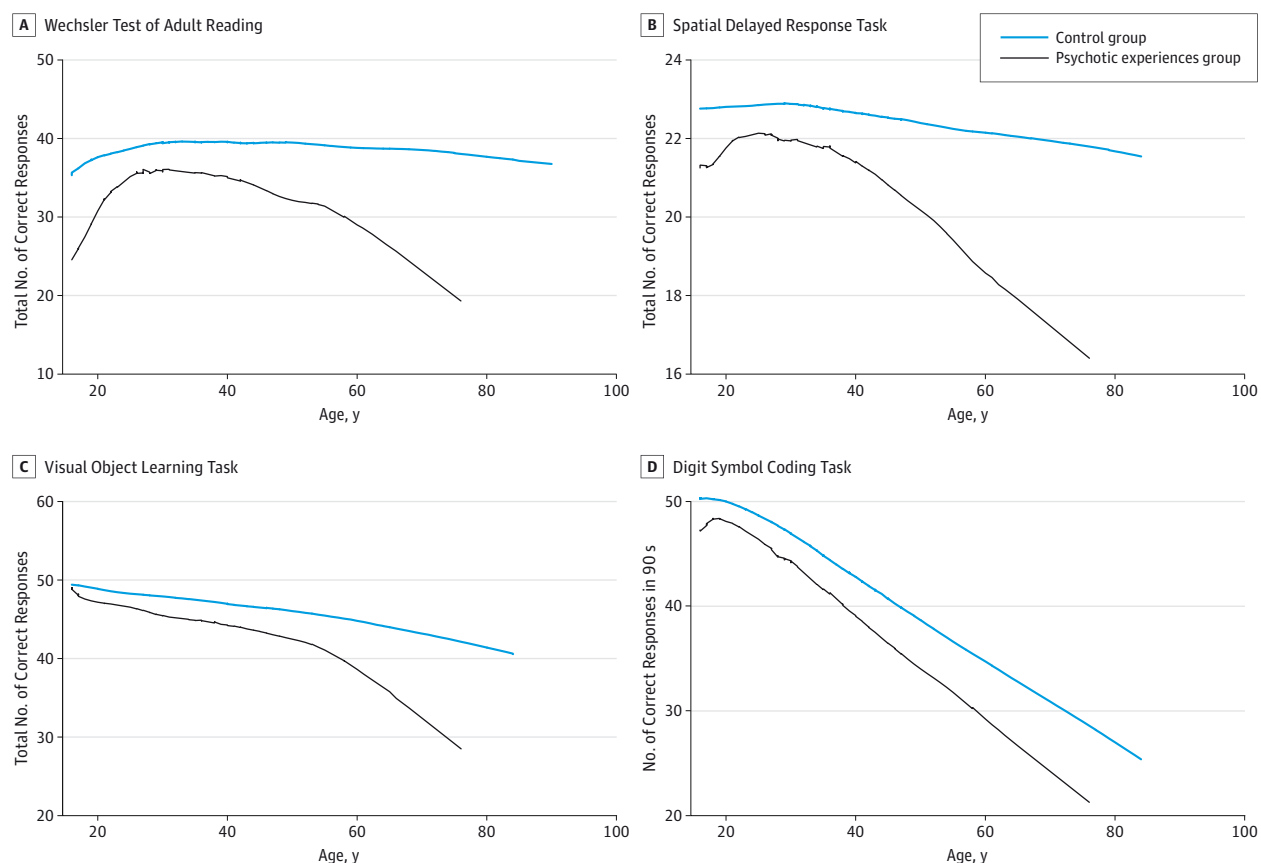 A Wechsler Test of Adult Reading
50
40
30
20
10
Total No. of Correct Responses
20 40 60 80 100
Age, y
B Spatial Delayed Response Task
Control group
Psychotic experiences group
24
22
20
18
16
Total No. of Correct Responses
20 40 60 80 100
Age, y
C Visual Object Learning Task
60
50
40
30
20
Total No. of Correct Responses
20 40 60 80 100
Age, y
D Digit Symbol Coding Task
50
40
30
20
No. of Correct Responses in 90 s
20 40 60 80 100
Age, y